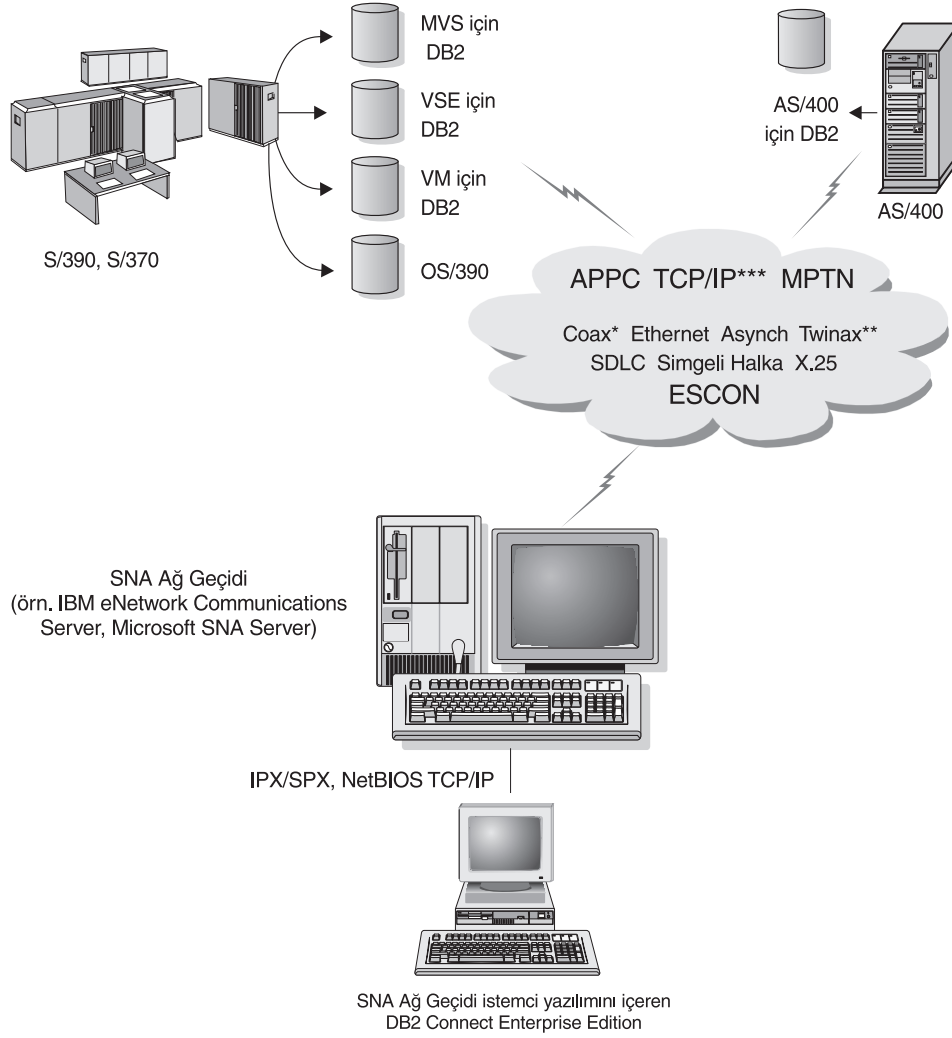 MVS için
DB2
VSE için
DB2
VM için
DB2
OS/390
S/390, S/370
AS/400
için DB2
AS/400
APPC TCP/IP*** MPTN
Coax* Ethernet Asynch Twinax**
SDLC Simgeli Halka X.25
ESCON
SNA Ağ Geçidi
(örn. IBM eNetwork Communications
Server, Microsoft SNA Server)
IPX/SPX, NetBIOS TCP/IP
SNA Ağ Geçidi istemci yazılımını içeren
DB2 Connect Enterprise Edition